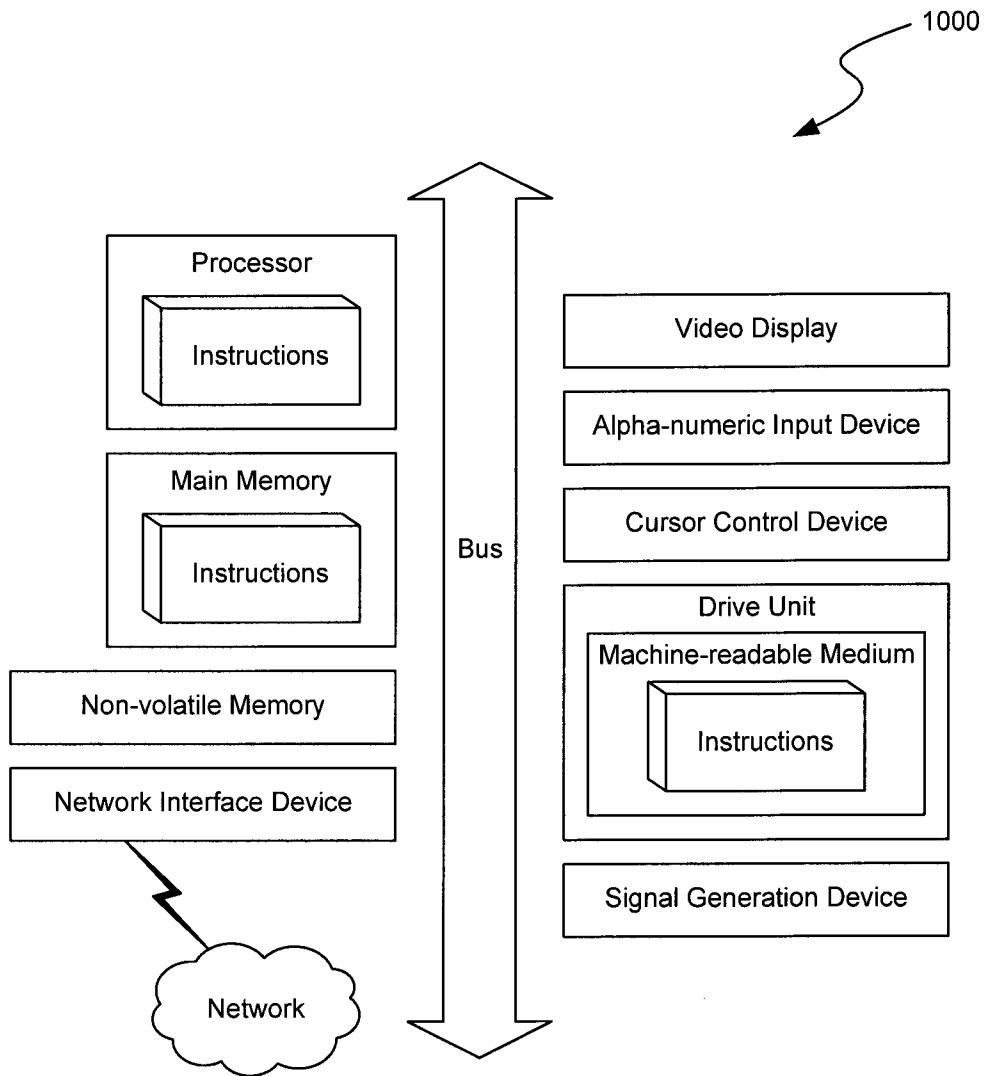 1000
Processor
Instructions
Main Memory
Instructions
Non-volatile Memory
Network Interface Device
Network
Bus
Video Display
Alpha-numeric Input Device
Cursor Control Device
Drive Unit
Machine-readable Medium
Instructions
Signal Generation Device